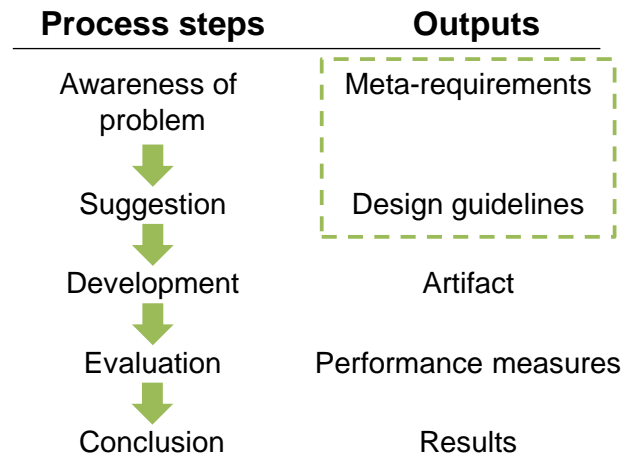 Process steps Outputs
Awareness of Meta-requirements
problem
Suggestion Design guidelines
Development Artifact
Evaluation Performance measures
Conclusion Results